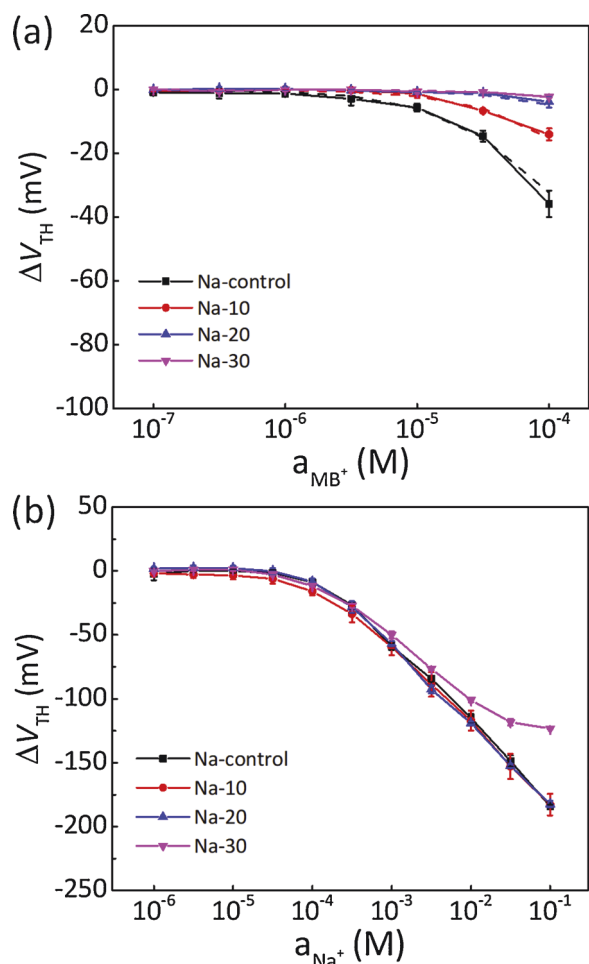 (a)
20
0
-20
-40
-60
-80
-100
ΔV_TH (mV)
Na-control
Na-10
Na-20
Na-30
10⁻⁷ 10⁻⁶ 10⁻⁵ 10⁻⁴
a_MB⁺ (M)
(b)
50
0
-50
-100
-150
-200
-250
ΔV_TH (mV)
Na-control
Na-10
Na-20
Na-30
10⁻⁶ 10⁻⁵ 10⁻⁴ 10⁻³ 10⁻² 10⁻¹
a_Na⁺ (M)